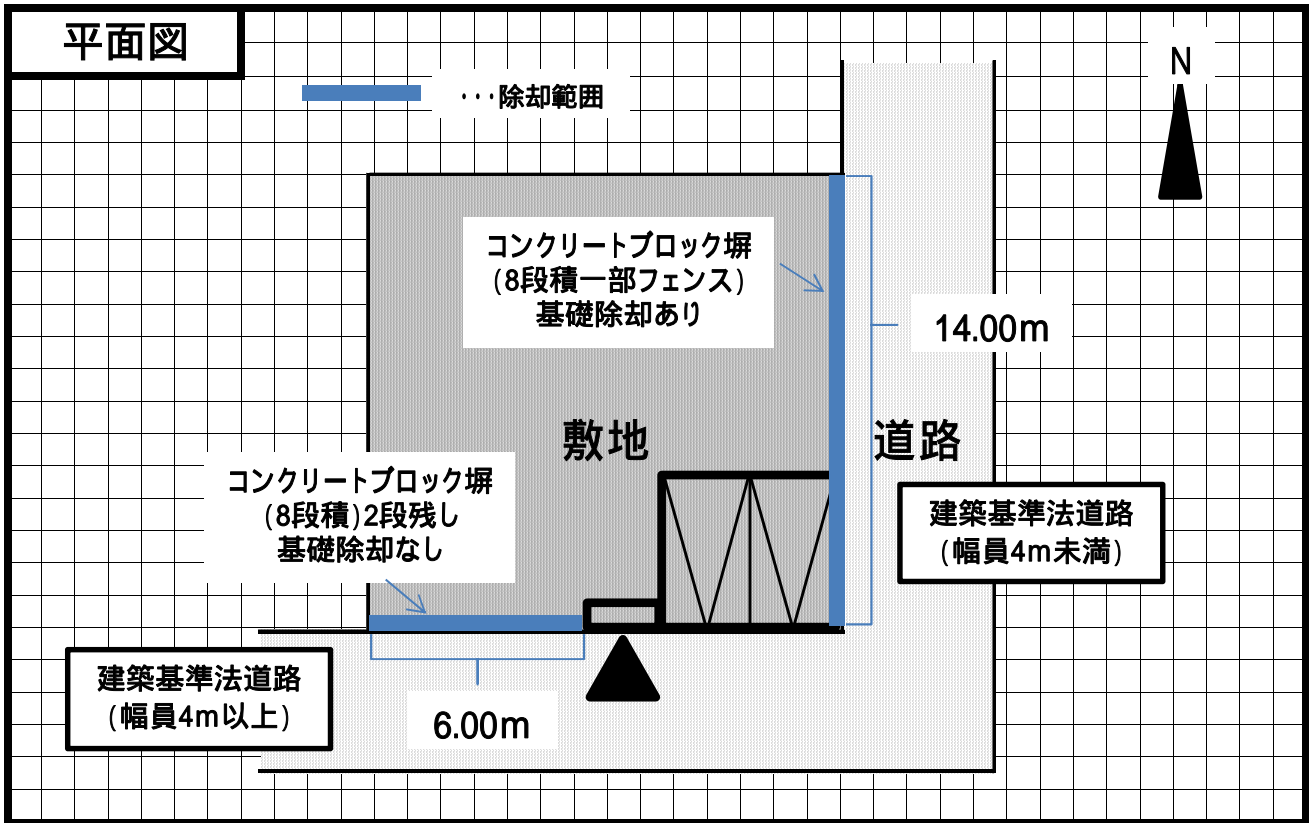 平面図
N
・・・除却範囲
コンクリートブロック塀
(8段積一部フェンス)
基礎除却あり
14.00m
敷地
道路
コンクリートブロック塀
(8段積)2段残し
基礎除却なし
建築基準法道路
(幅員4m未満)
建築基準法道路
(幅員4m以上)
6.00m